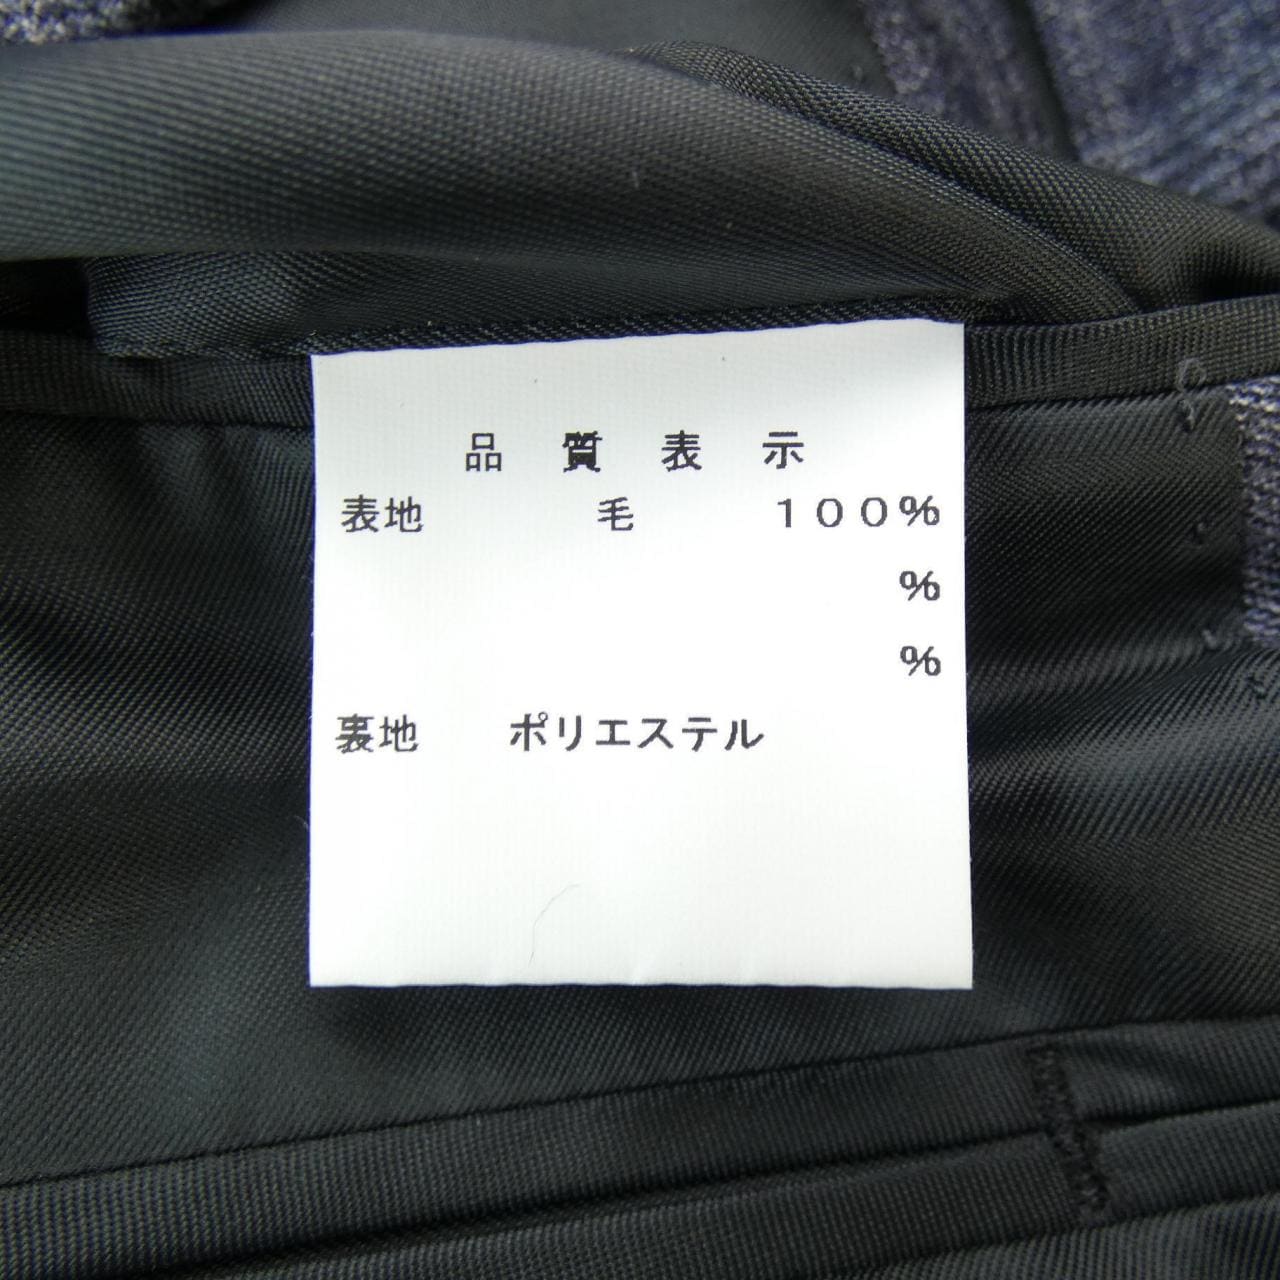 品質表示
表地 毛 100%
%
%
裏地 ポリエステル